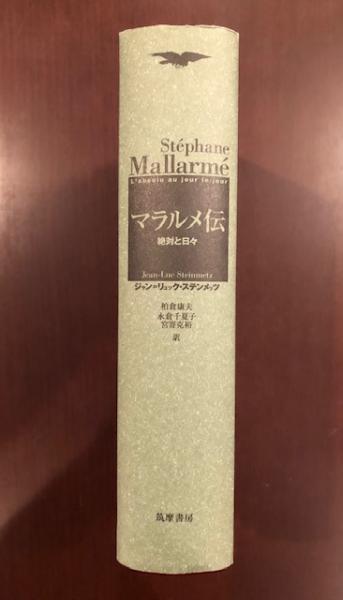 Stéphane
Mallarmé
L'absolu au jour le jour
マラルメ伝
絶対と日々
Jean-Luc Steinmetz
ジャン=リュック・ステンメッツ
柏倉康夫
永倉千夏子
宮嵜克裕
訳
筑摩書房